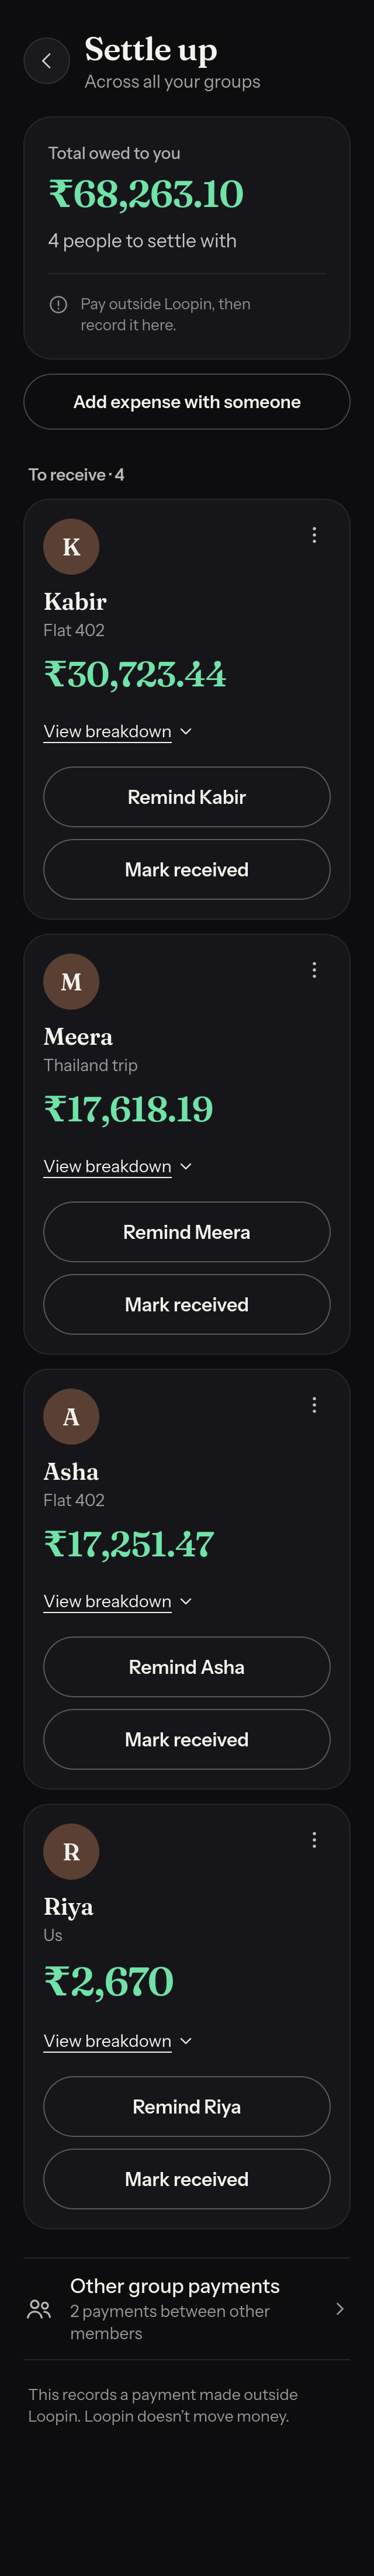 Settle up
Across all your groups
Total owed to you
₹68,263.10
4 people to settle with
Pay outside Loopin, then
record it here.
Add expense with someone
To receive · 4
K
Kabir
Flat 402
₹30,723.44
View breakdown
Remind Kabir
Mark received
M
Meera
Thailand trip
₹17,618.19
View breakdown
Remind Meera
Mark received
A
Asha
Flat 402
₹17,251.47
View breakdown
Remind Asha
Mark received
R
Riya
Us
₹2,670
View breakdown
Remind Riya
Mark received
Other group payments
2 payments between other
members
This records a payment made outside
Loopin. Loopin doesn't move money.